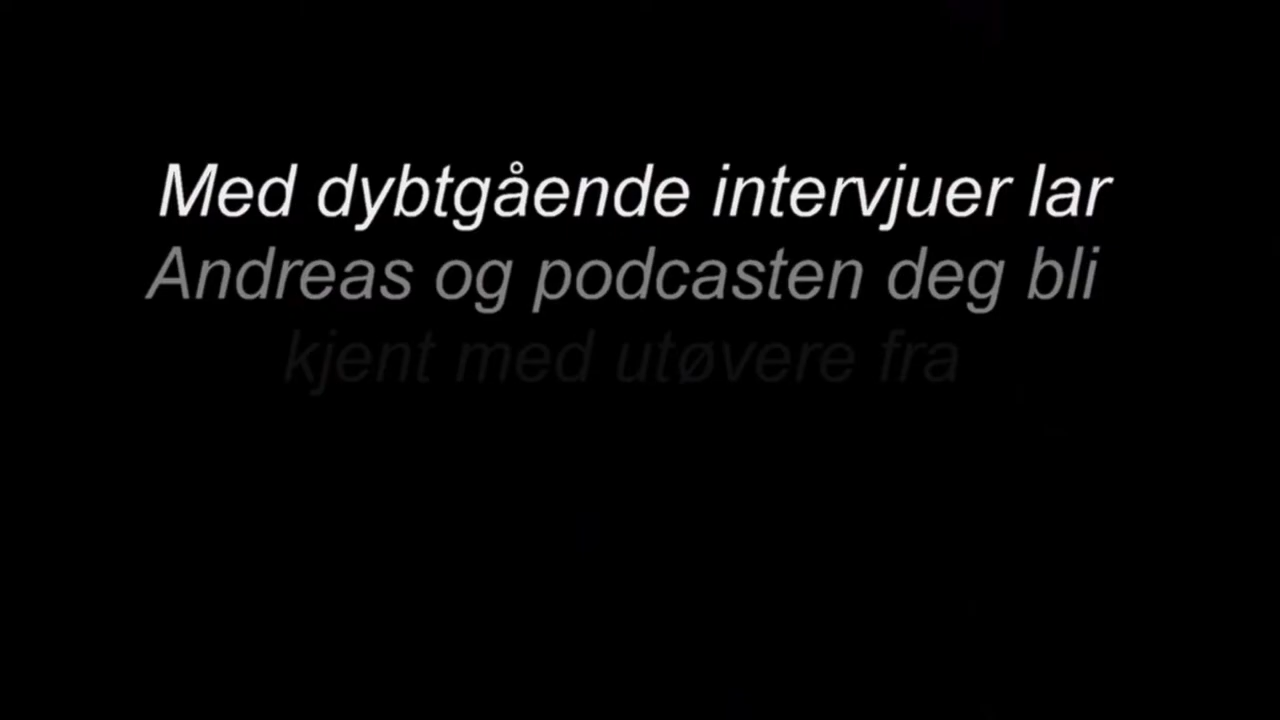 Med dybtgående intervjuer lar
Andreas og podcasten deg bli
kjent med utøvere fra